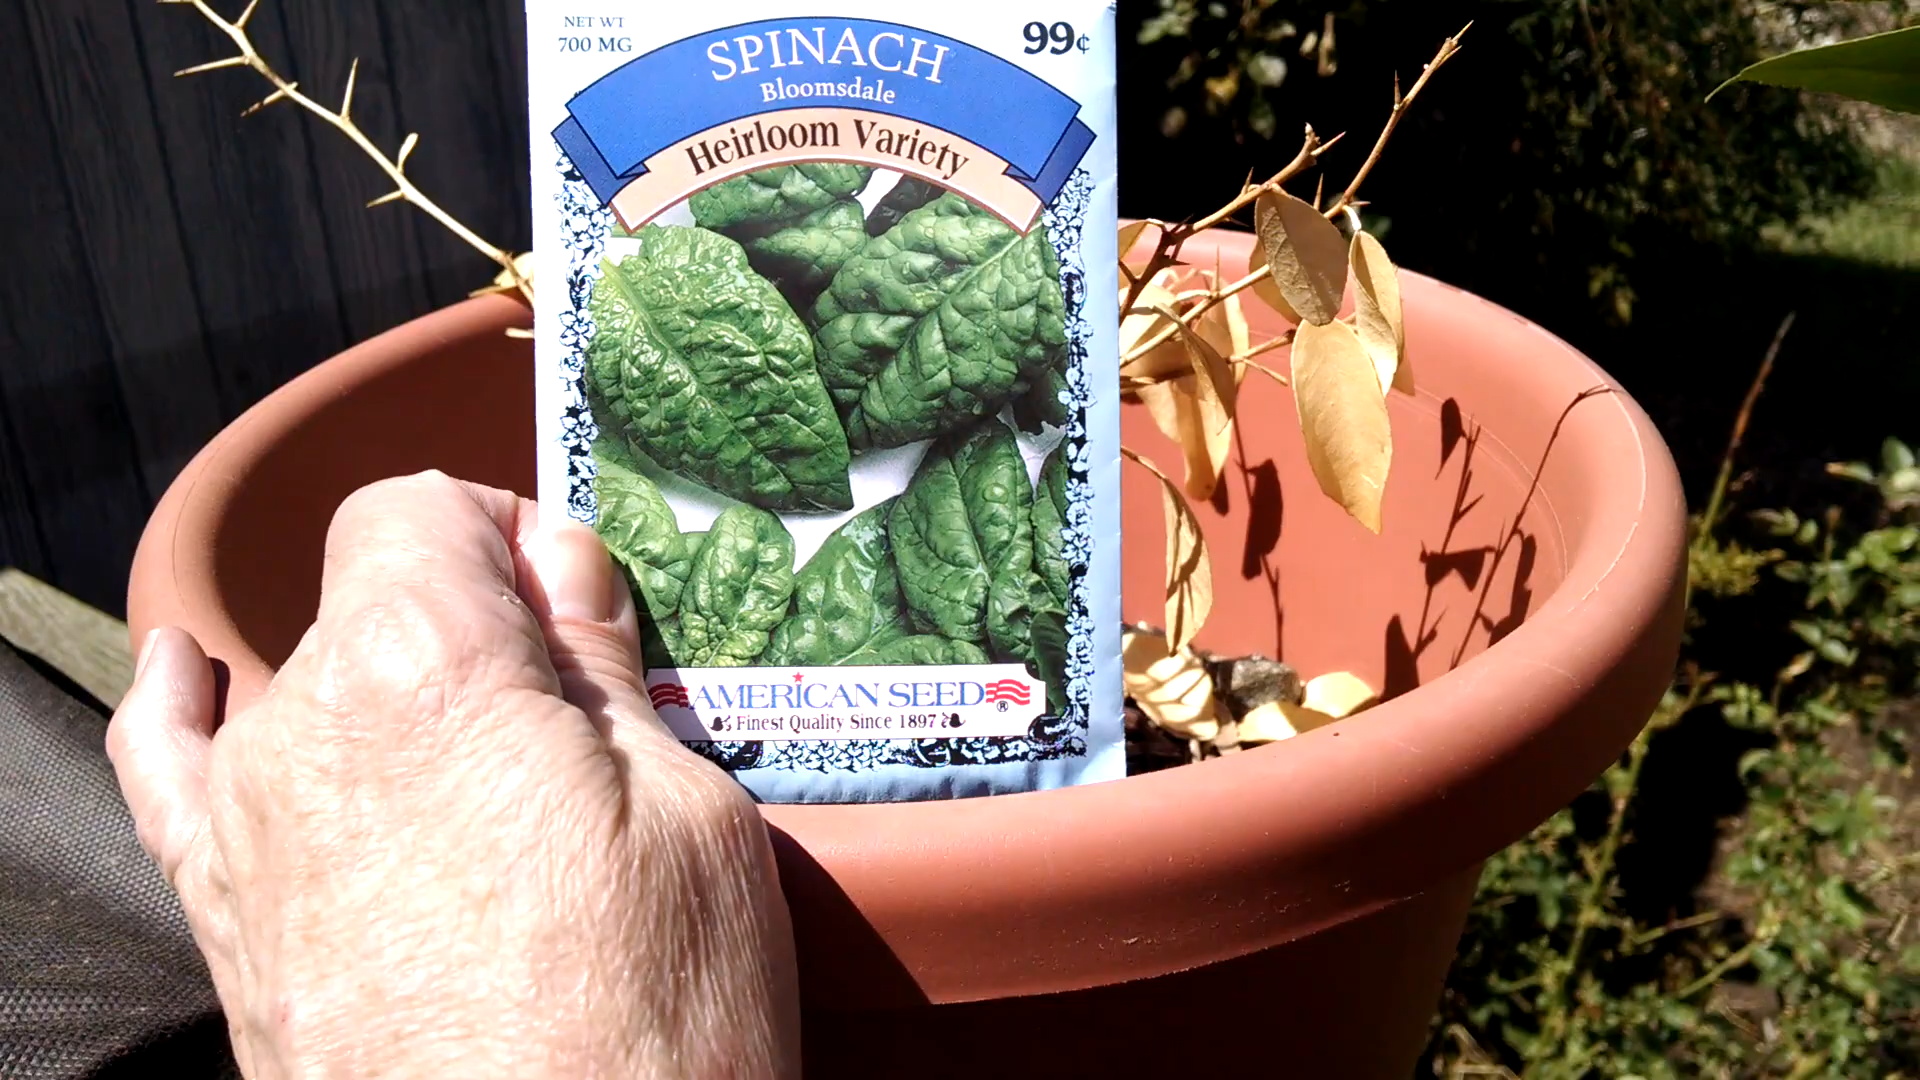 NET WT
700 MG
99¢
SPINACH
Bloomsdale
Heirloom Variety
AMERICAN SEED®
Finest Quality Since 1897